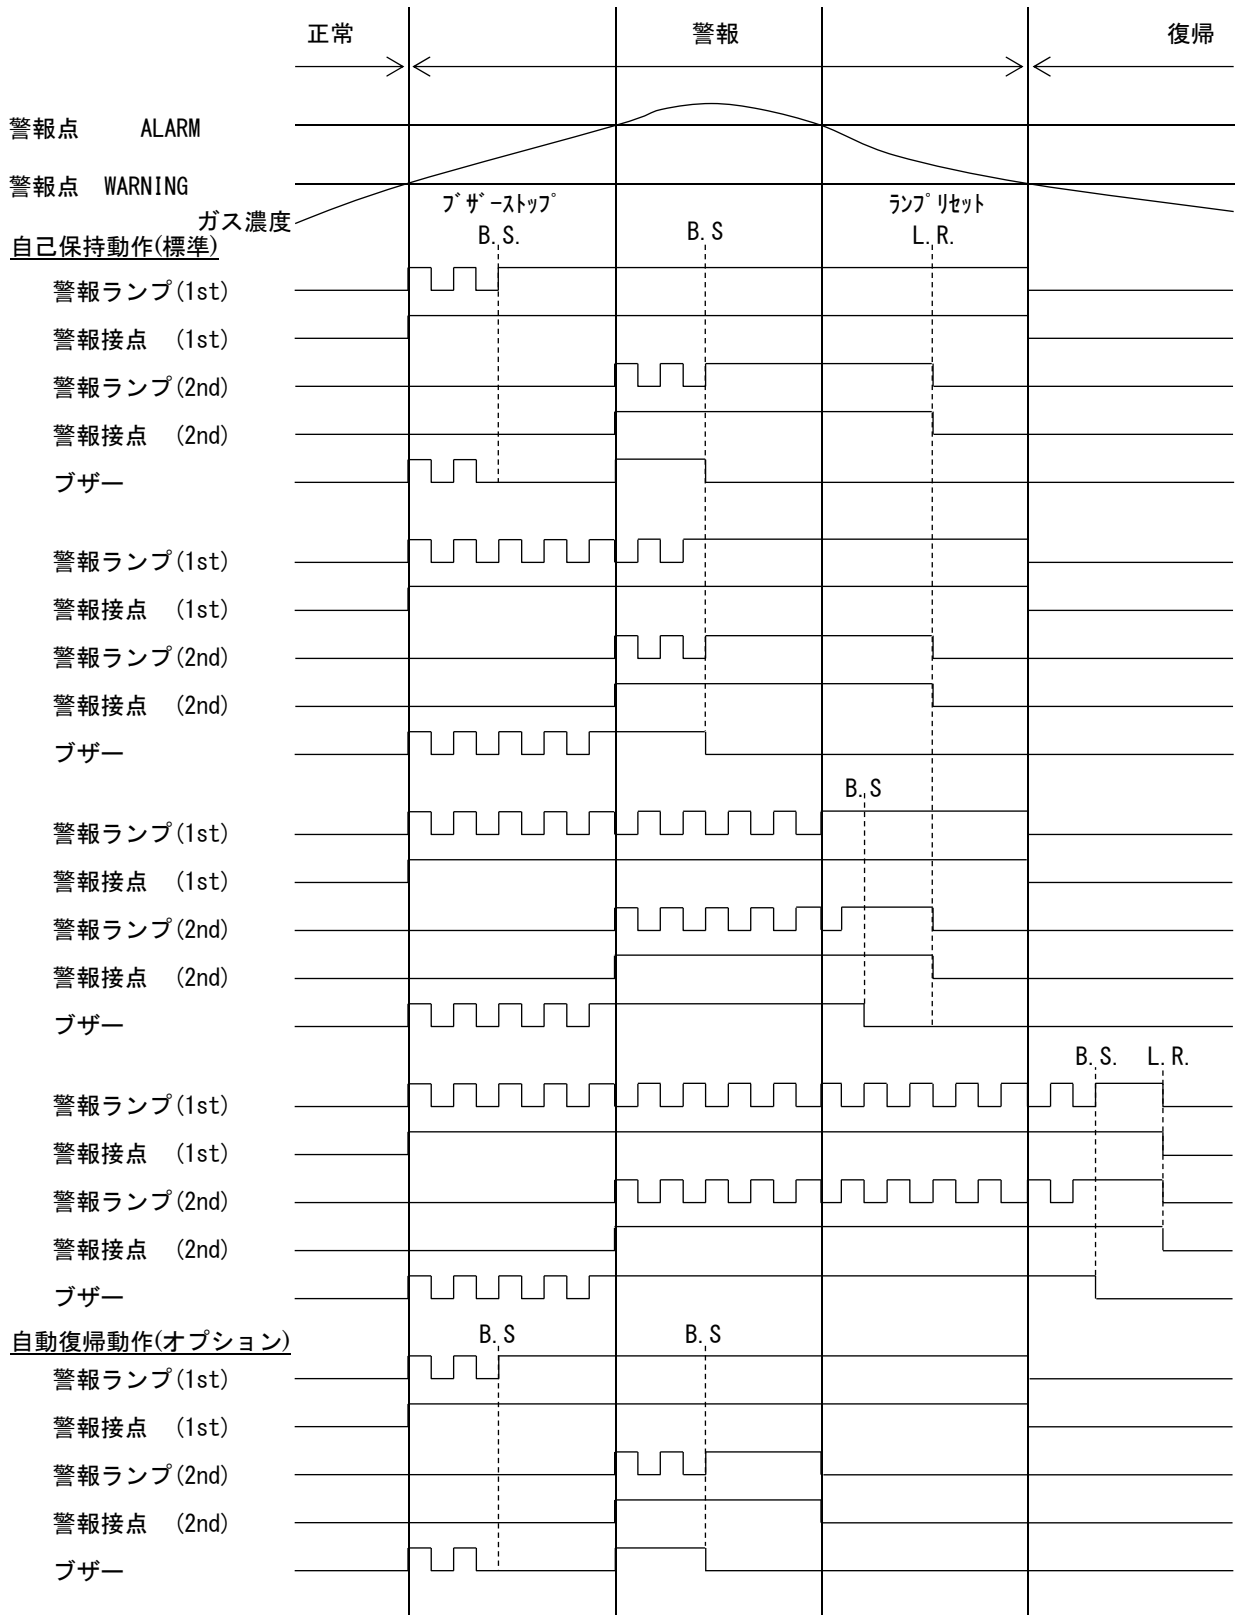 正常 警報 復帰
警報点 ALARM
警報点 WARNING
ガス濃度
ﾌﾞｻﾞｰｽﾄｯﾌﾟ ﾗﾝﾌﾟﾘｾｯﾄ
B.S. B.S L.R.
自己保持動作(標準)
警報ランプ(1st)
警報接点 (1st)
警報ランプ(2nd)
警報接点 (2nd)
ブザー
警報ランプ(1st)
警報接点 (1st)
警報ランプ(2nd)
警報接点 (2nd)
ブザー
B.S
警報ランプ(1st)
警報接点 (1st)
警報ランプ(2nd)
警報接点 (2nd)
ブザー
B.S. L.R.
警報ランプ(1st)
警報接点 (1st)
警報ランプ(2nd)
警報接点 (2nd)
ブザー
自動復帰動作(オプション) B.S B.S
警報ランプ(1st)
警報接点 (1st)
警報ランプ(2nd)
警報接点 (2nd)
ブザー